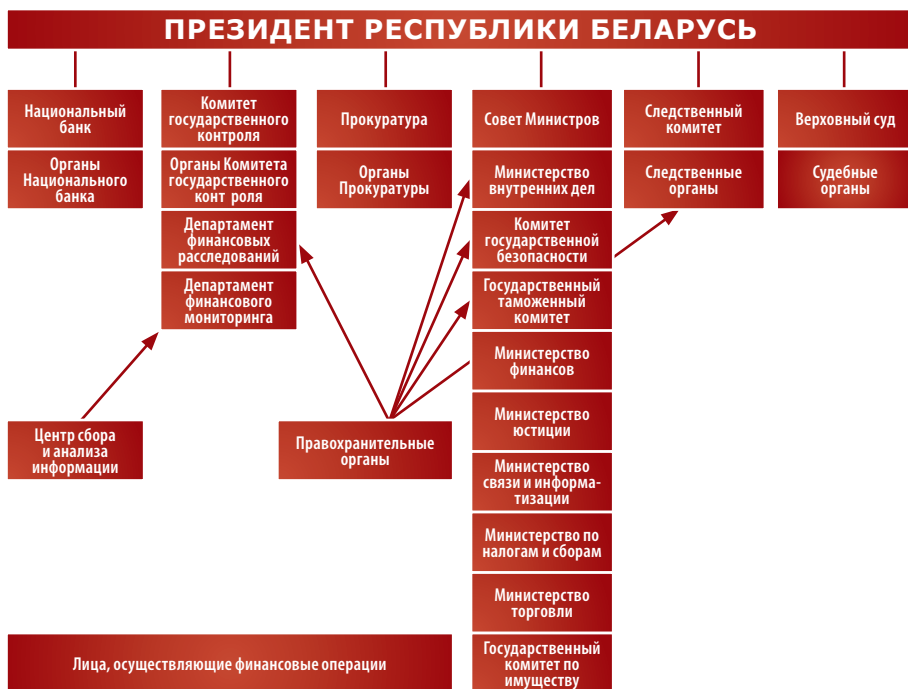 ПРЕЗИДЕНТ РЕСПУБЛИКИ БЕЛАРУСЬ
Национальный
банк
Органы
Национального
банка
Комитет
государственного
контроля
Органы Комитета
государственного
конт роля
Департамент
финансовых
расследований
Департамент
финансового
мониторинга
Прокуратура
Органы
Прокуратуры
Совет Министров
Министерство
внутренних дел
Комитет
государственной
безопасности
Государственный
таможенный
комитет
Министерство
финансов
Министерство
юстиции
Министерство
связи и информа-
тизации
Министерство по
налогам и сборам
Министерство
торговли
Государственный
комитет по
имуществу
Следственный
комитет
Следственные
органы
Верховный суд
Судебные
органы
Центр сбора
и анализа
информации
Правохранительные
органы
Лица, осуществляющие финансовые операции